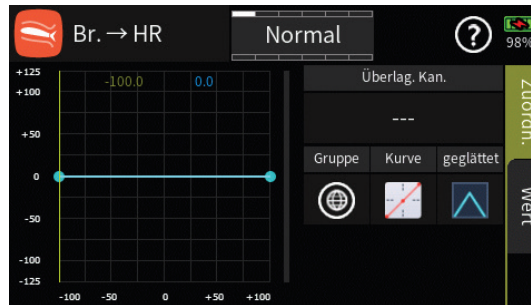 Br. → HR
Normal
?
98%
+125
+100
+50
0
-50
-100
-125
-100.0
0.0
-100
-50
0
+50
+100
Überlag. Kan.
---
Gruppe
Kurve
geglättet
Zuordn.
Wert